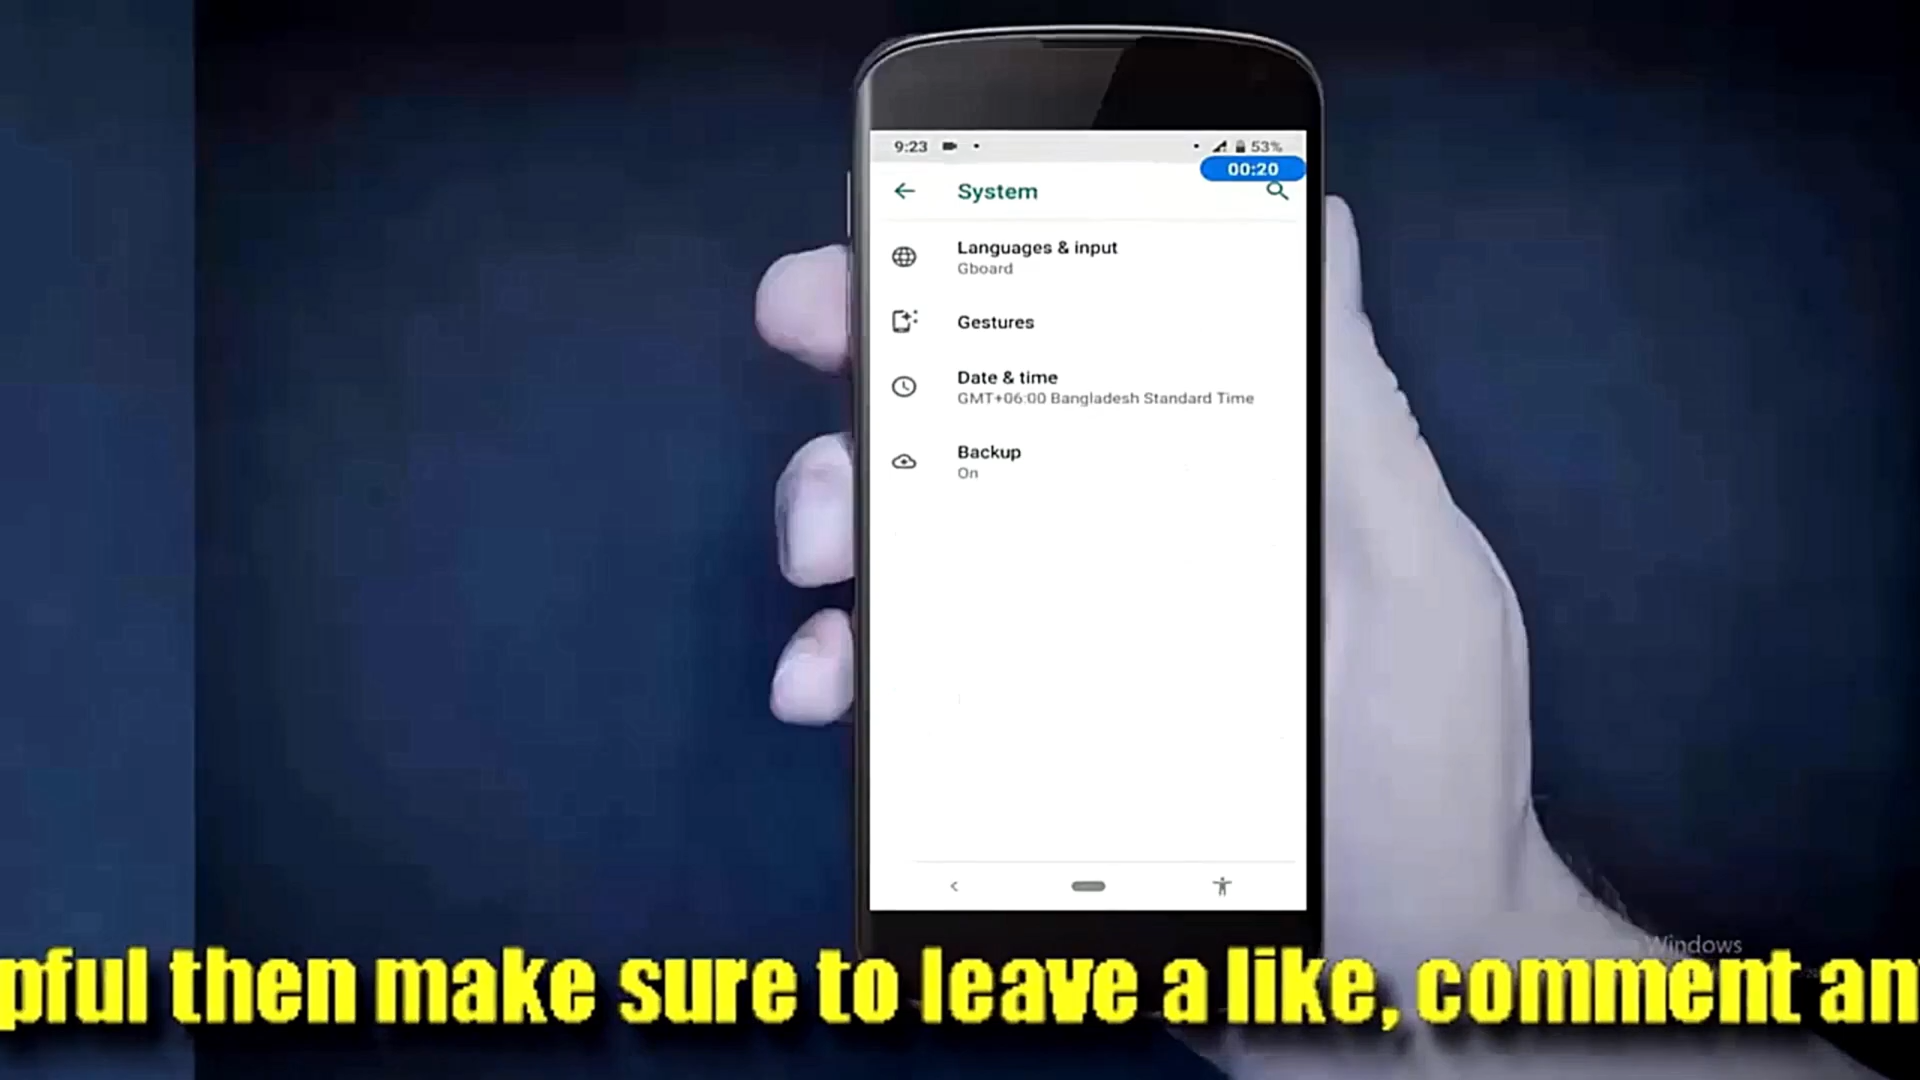 9:23
53%
00:20
System
Languages & input
Gboard
Gestures
Date & time
GMT+06:00 Bangladesh Standard Time
Backup
On
Windows
pful then make sure to leave a like, comment an